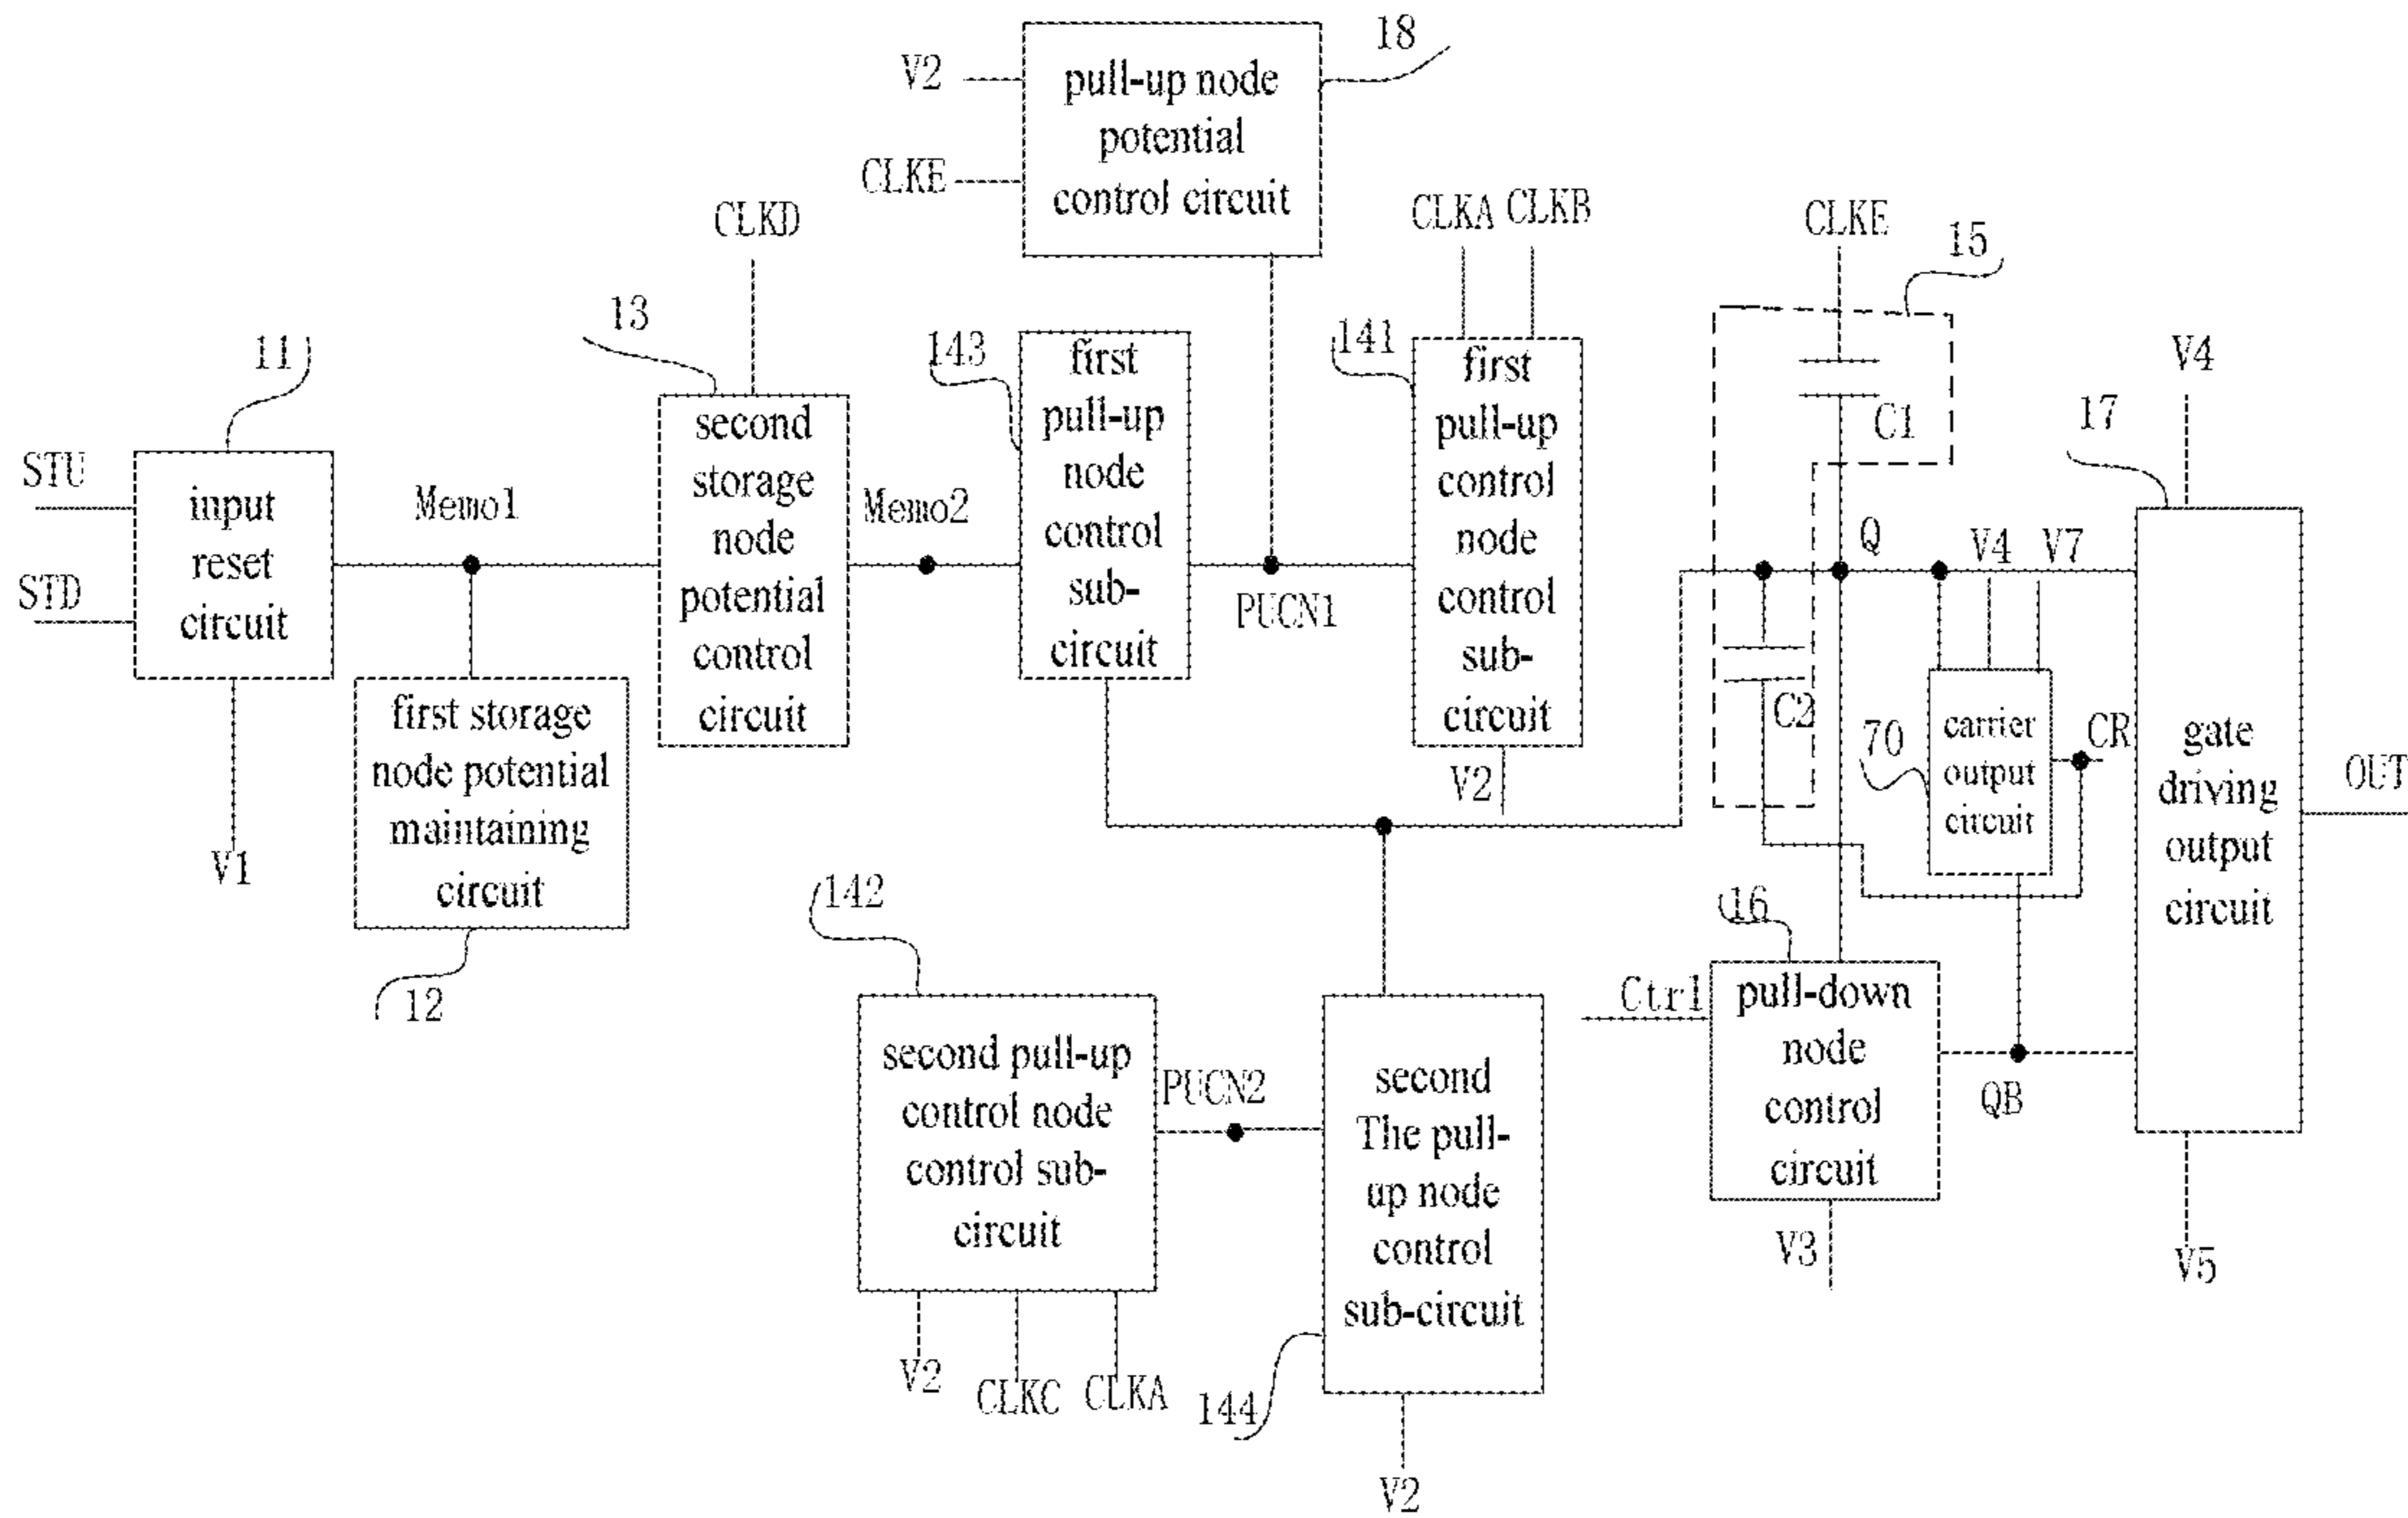 18
V2
pull-up node
potential
control circuit
CLKE
CLKD
CLKA
CLKB
CLKE
15
13
11
143
first
pull-up
node
control
sub-
circuit
141
first
pull-up
control
node
control
sub-
circuit
V4
C1
17
second
storage
node
potential
control
circuit
STU
input
reset
circuit
STD
Memo1
Memo2
PUCN1
Q
V4
V7
C2
70
carrier
output
circuit
CR
gate
driving
output
circuit
OUT
first storage
node potential
maintaining
circuit
V1
V2
12
142
16
Ctrl
pull-down
node
control
circuit
QB
V3
V5
second pull-up
control node
control sub-
circuit
PUCN2
second
The pull-
up node
control
sub-circuit
V2
CLKC
CLKA
144
V2